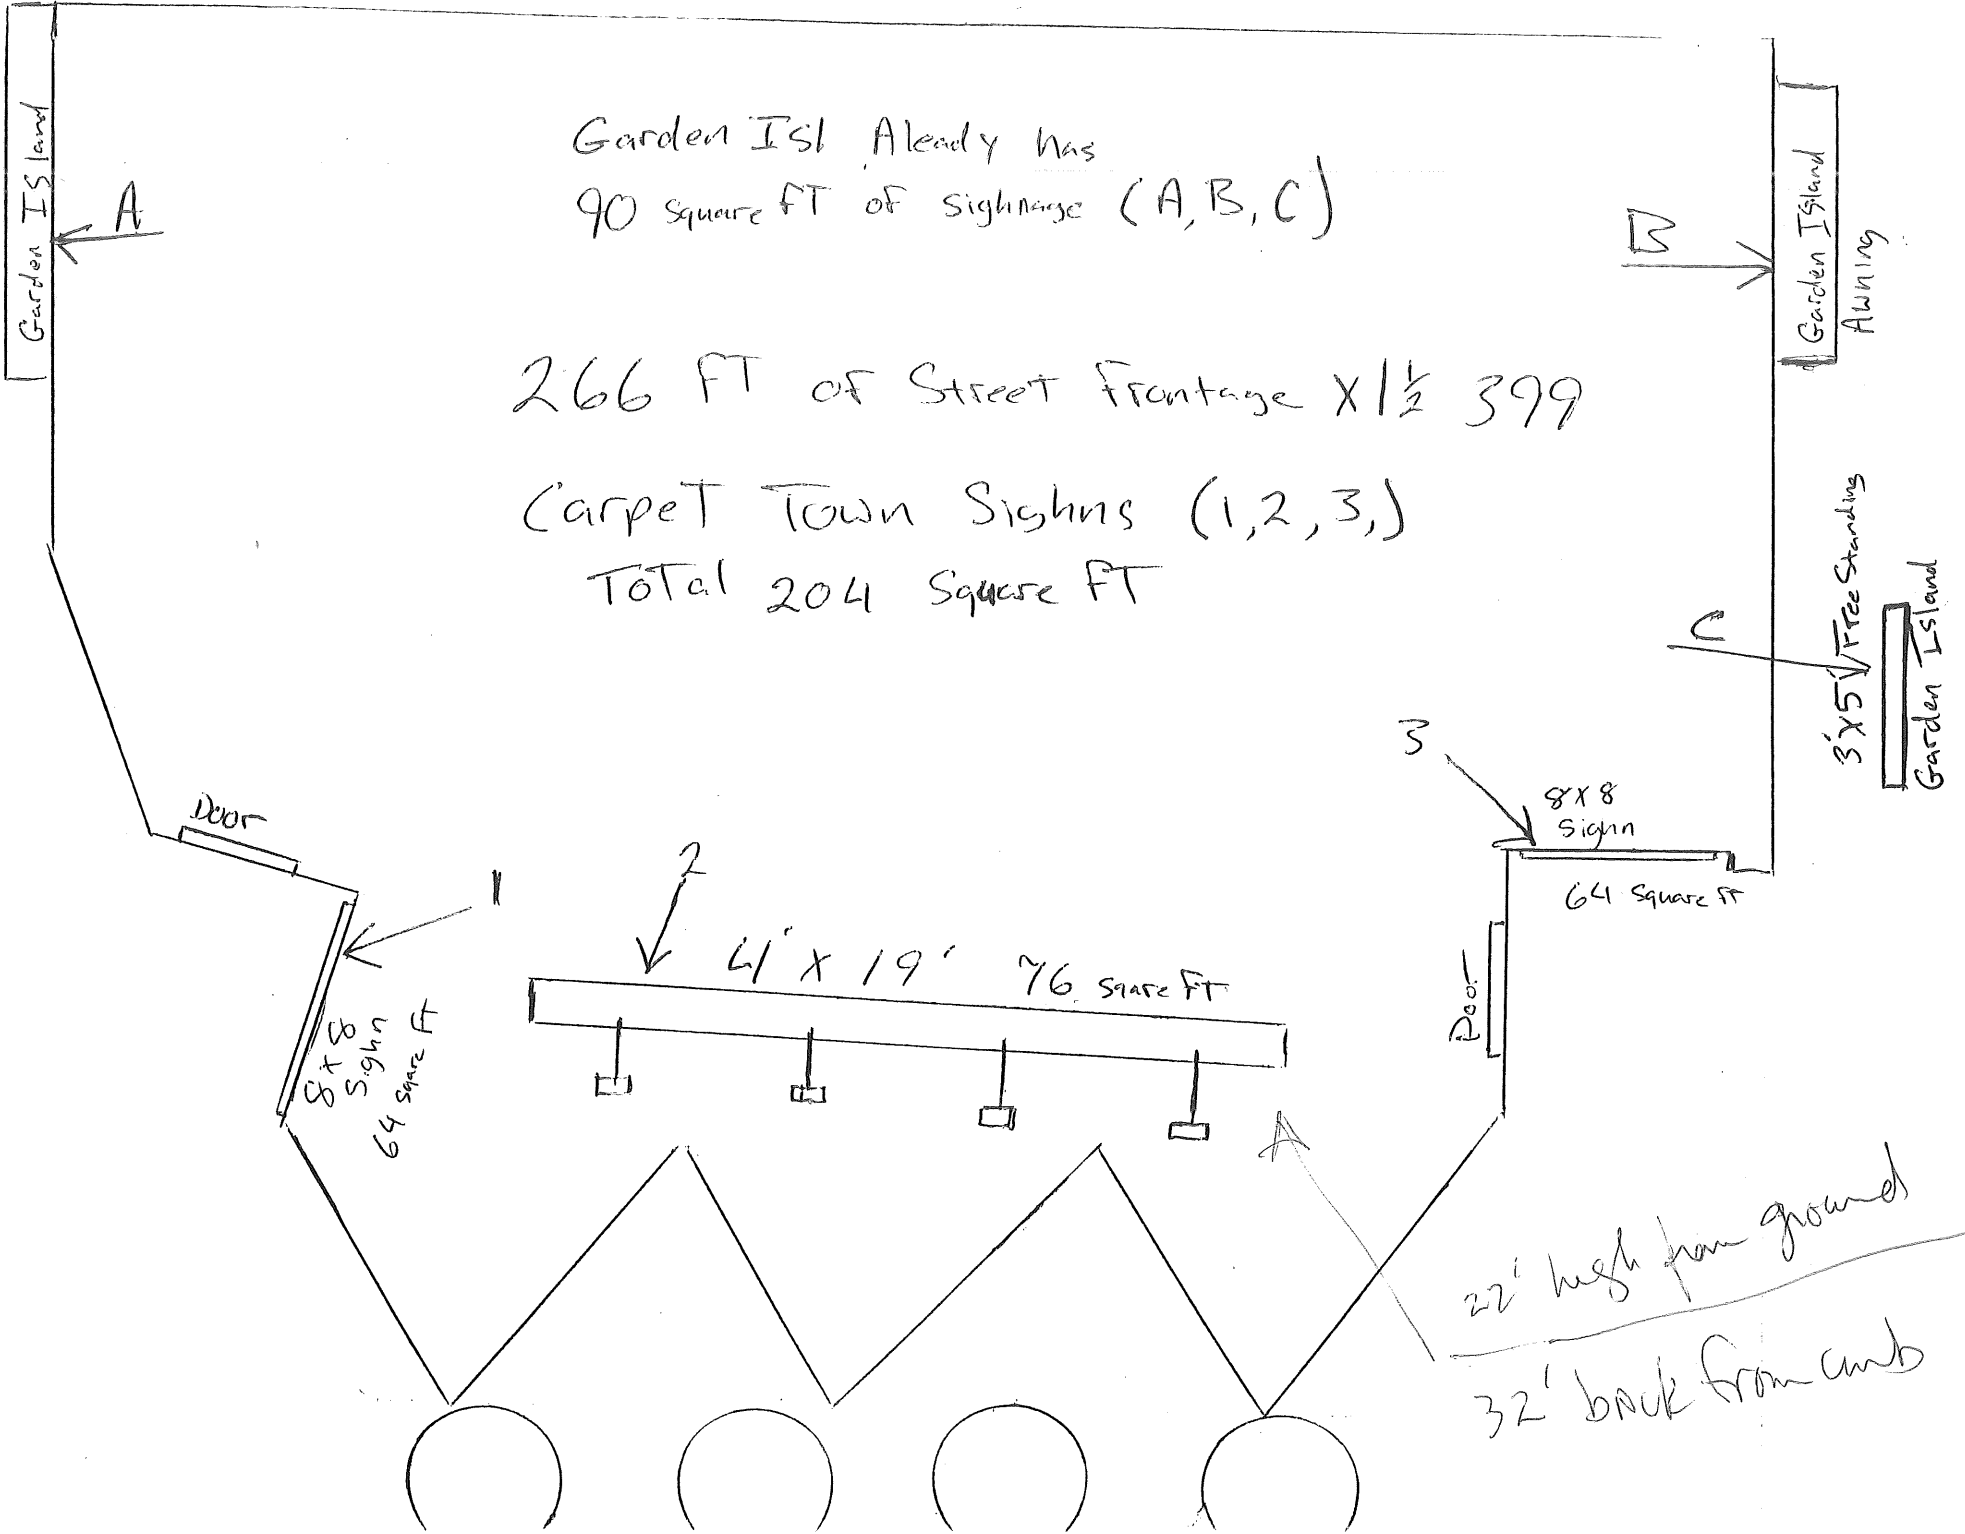 Garden ISland
A
Garden ISl Aleady has
90 square FT of sighnage (A, B, C)
B
Garden ISland
Awning
266 FT of Street Frontage X 1 1/2 399
Carpet Town Sighns (1,2,3,)
Total 204 Square FT
C
3'X5' Free Standing
Garden Island
3
8X8
Sighn
64 square ft
Door
1
8x8
Sighn
64 sqare ft
2
4' X 19' 76 sqare FT
Door
22' high from ground
32' back from curb